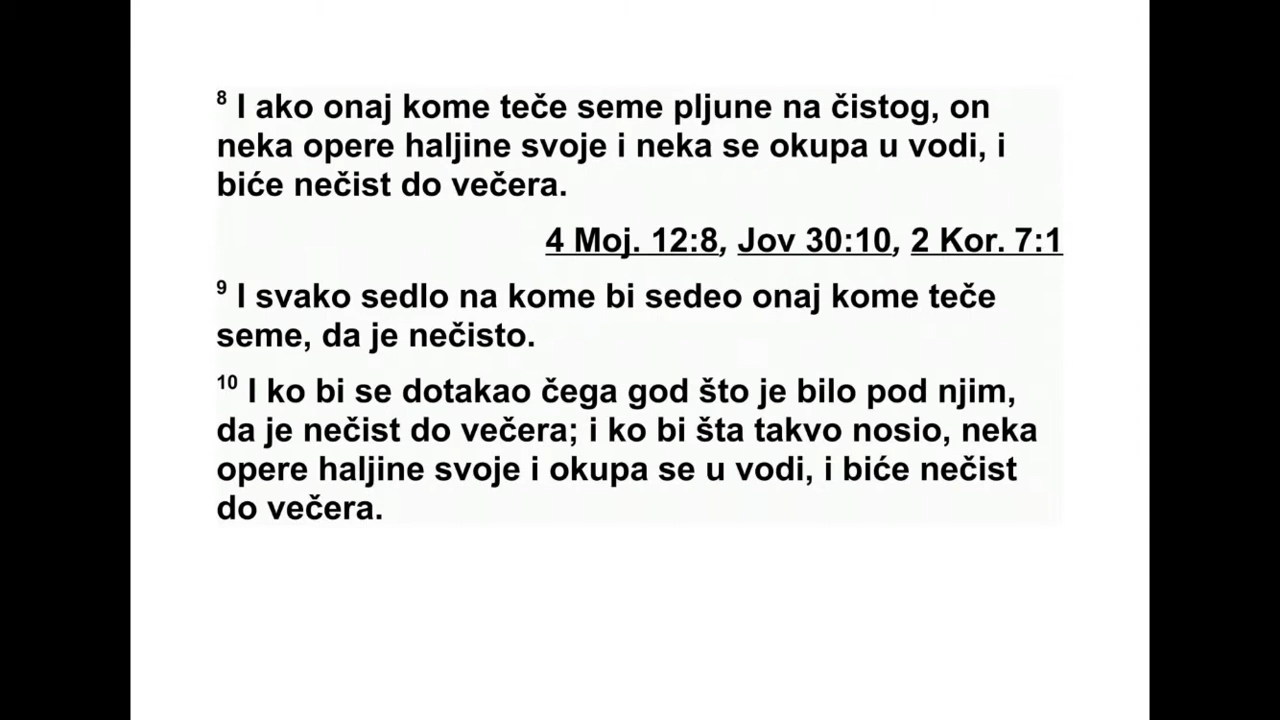 8 I ako onaj kome teče seme pljune na čistog, on
neka opere haljine svoje i neka se okupa u vodi, i
biće nečist do večera.
4 Moj. 12:8, Jov 30:10, 2 Kor. 7:1
9 I svako sedlo na kome bi sedeo onaj kome teče
seme, da je nečisto.
10 I ko bi se dotakao čega god što je bilo pod njim,
da je nečist do večera; i ko bi šta takvo nosio, neka
opere haljine svoje i okupa se u vodi, i biće nečist
do večera.